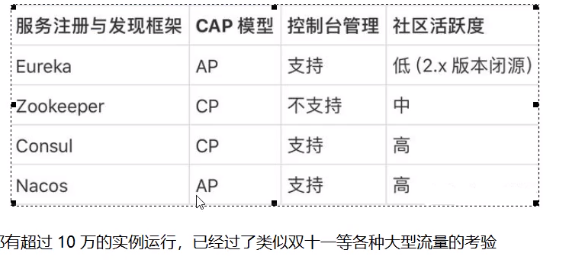 服务注册与发现框架 CAP 模型 控制台管理 社区活跃度
Eureka AP 支持 低 (2.x 版本闭源)
Zookeeper CP 不支持 中
Consul CP 支持 高
Nacos AP 支持 高
都有超过 10 万的实例运行，已经过了类似双十一等各种大型流量的考验